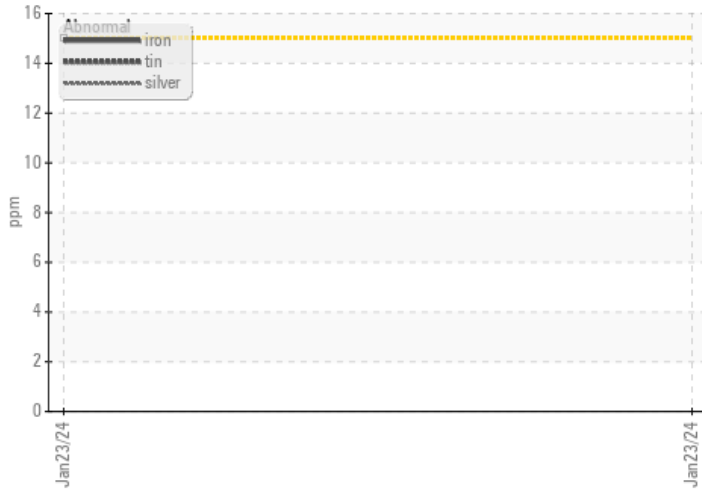 16
Abnormal
iron
tin
silver
14
12
10
8
6
4
2
0
ppm
Jan23/24
Jan23/24